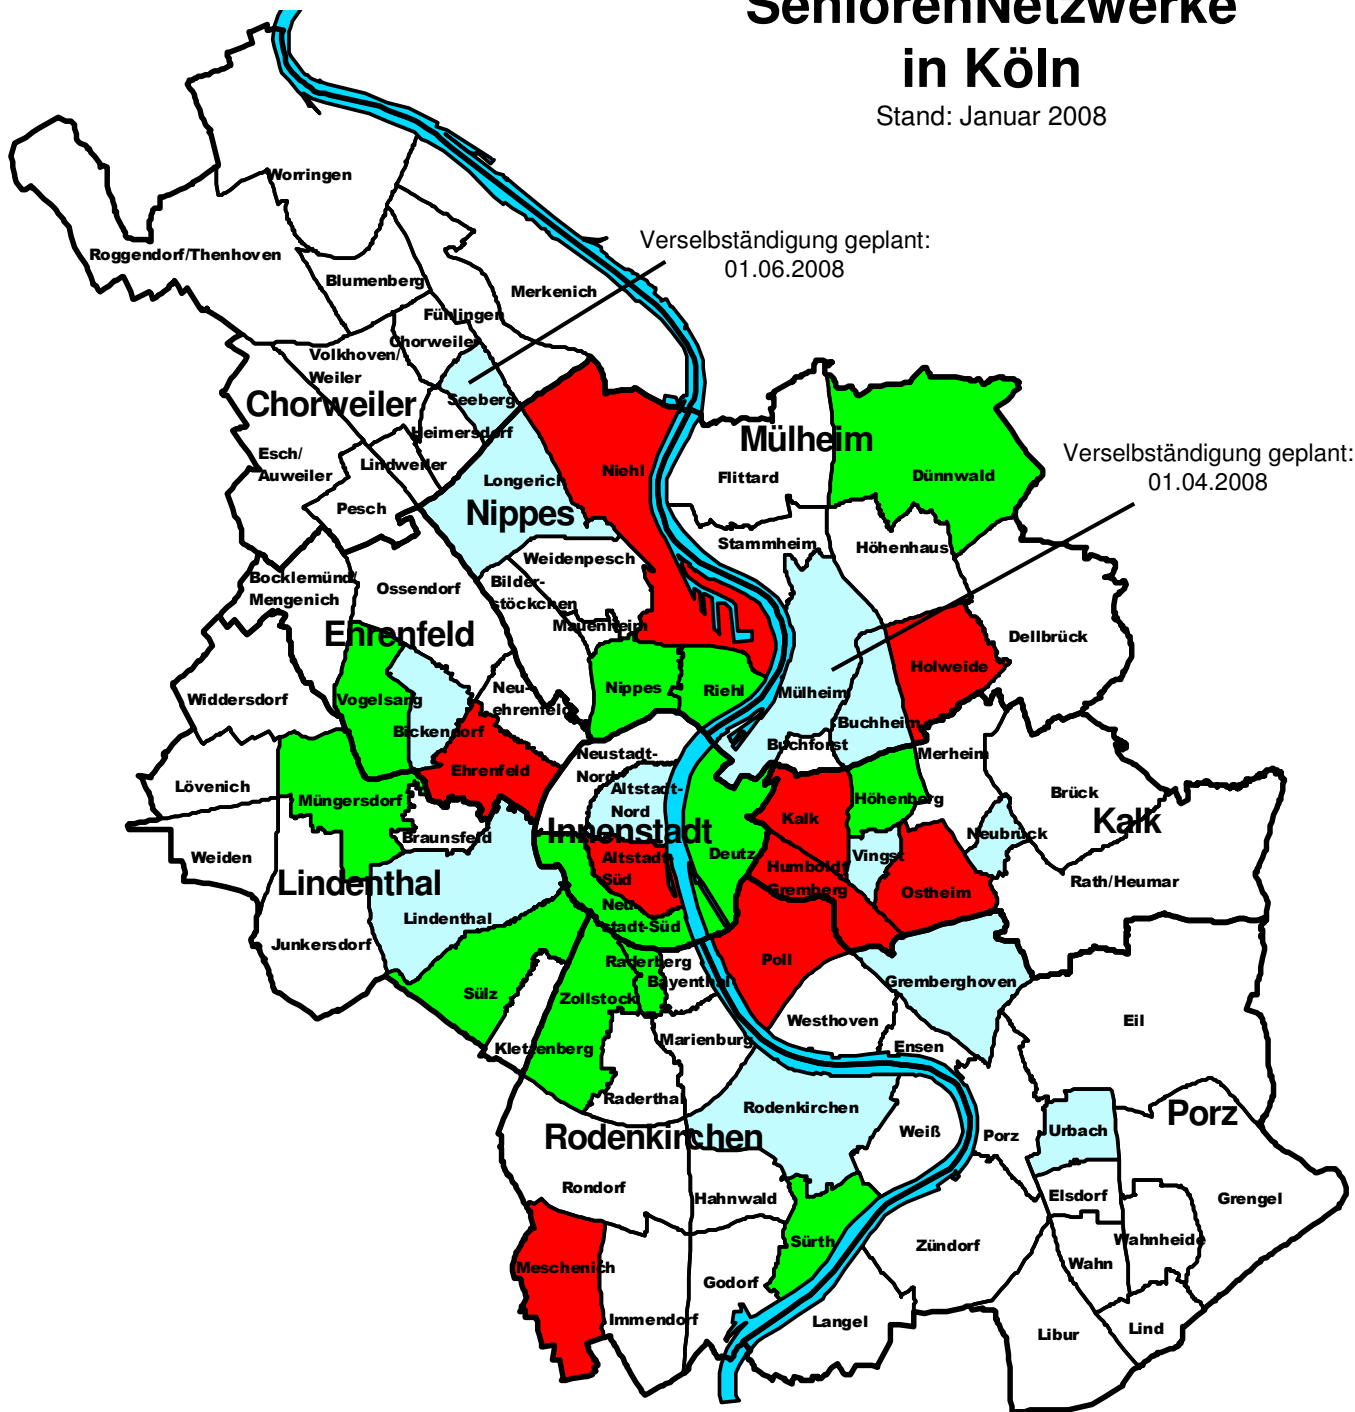 SeniorenNetzwerke
in Köln
Stand: Januar 2008
Worringen
Roggendorf/Thenhoven
Verselbständigung geplant:
01.06.2008
Blumenberg
Merkenich
Fühlingen
Chorweiler
Volkhoven/
Weiler
Chorweiler
Seeberg
Heimersdorf
Esch/
Auweiler
Lindweiler
Pesch
Longerich
Niehl
Nippes
Mülheim
Flittard
Dünnwald
Verselbständigung geplant:
01.04.2008
Stammheim
Höhenhaus
Weidenpesch
Bilder-
stöckchen
Mauenheim
Bocklemünd/
Mengenich
Ossendorf
Ehrenfeld
Dellbrück
Holweide
Widdersdorf
Vogelsang
Neu-
ehrenfeld
Nippes
Riehl
Mülheim
Bickendorf
Buchheim
Buchforst
Merheim
Neustadt-
Nord
Ehrenfeld
Lövenich
Müngersdorf
Altstadt-
Nord
Höhenberg
Brück
Kalk
Kalk
Innenstadt
Braunsfeld
Neubrück
Weiden
Altstadt
Süd
Deutz
Vingst
Humboldt
Gremberg
Ostheim
Rath/Heumar
Lindenthal
Lindenthal
Neu-
stadt-Süd
Junkersdorf
Raderberg
Bayenthal
Poll
Gremberghoven
Sülz
Zollstock
Westhoven
Eil
Klettenberg
Marienburg
Ensen
Raderthal
Rodenkirchen
Rodenkirchen
Weiß
Porz
Urbach
Porz
Rondorf
Hahnwald
Elsdorf
Grengel
Sürth
Zündorf
Wahnheide
Wahn
Meschenich
Godorf
Immendorf
Langel
Libur
Lind